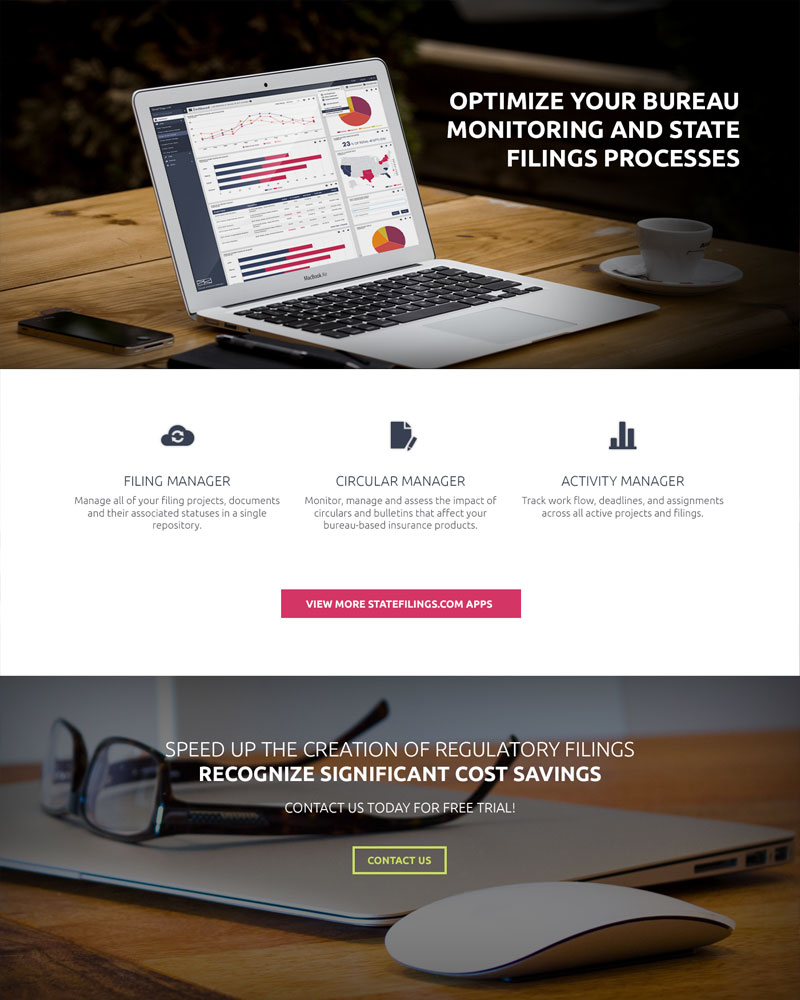 OPTIMIZE YOUR BUREAU
MONITORING AND STATE
FILINGS PROCESSES
Dashboard
23
MacBook Air
FILING MANAGER
Manage all of your filing projects, documents
and their associated statuses in a single
repository.
CIRCULAR MANAGER
Monitor, manage and assess the impact of
circulars and bulletins that affect your
bureau-based insurance products.
ACTIVITY MANAGER
Track work flow, deadlines, and assignments
across all active projects and filings.
VIEW MORE STATEFILINGS.COM APPS
SPEED UP THE CREATION OF REGULATORY FILINGS
RECOGNIZE SIGNIFICANT COST SAVINGS
CONTACT US TODAY FOR FREE TRIAL!
CONTACT US